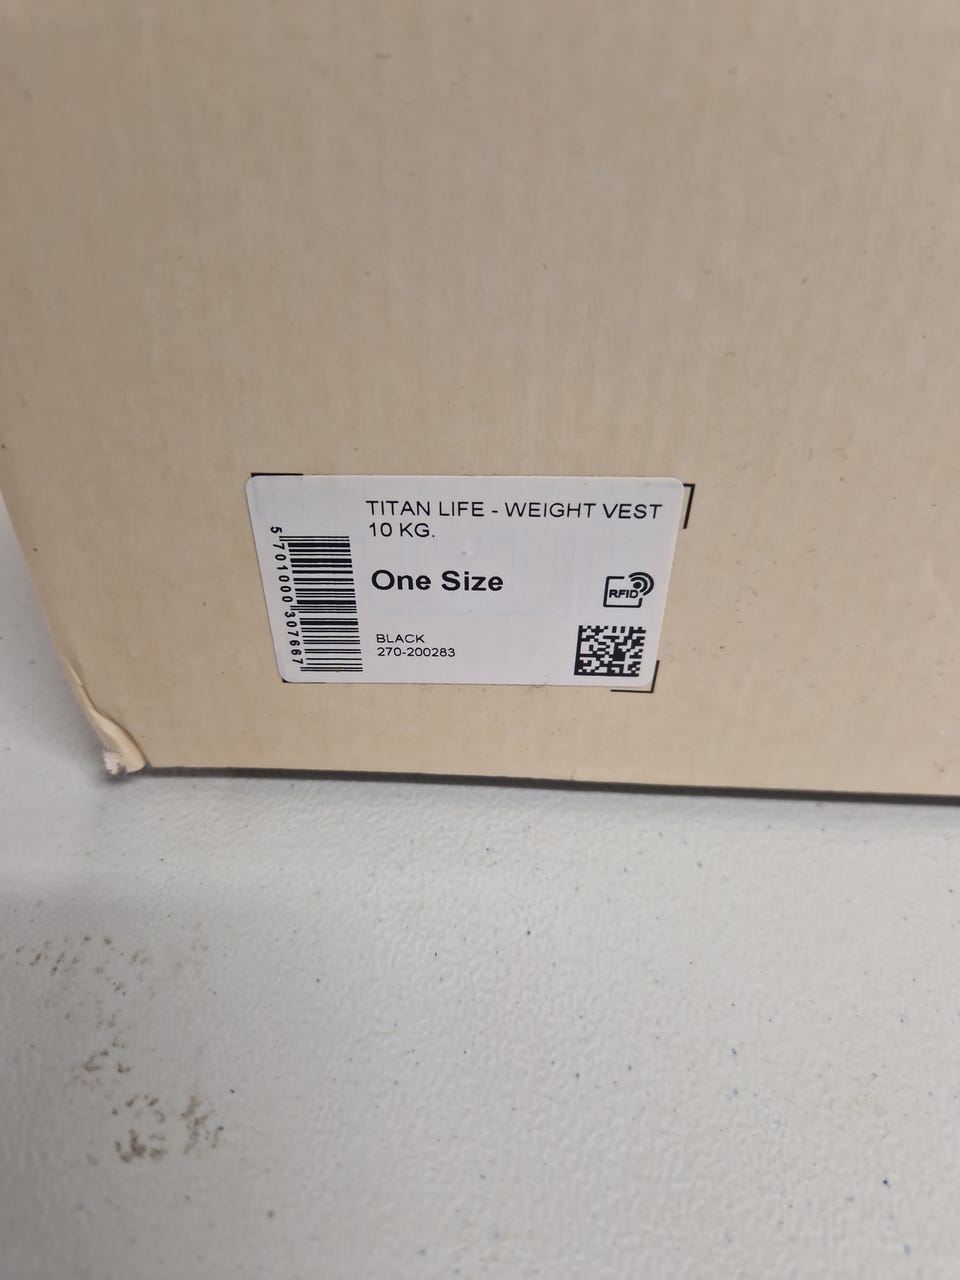 TITAN LIFE - WEIGHT VEST
10 KG.
One Size
RFID
BLACK
270-200283
5 701000 307667